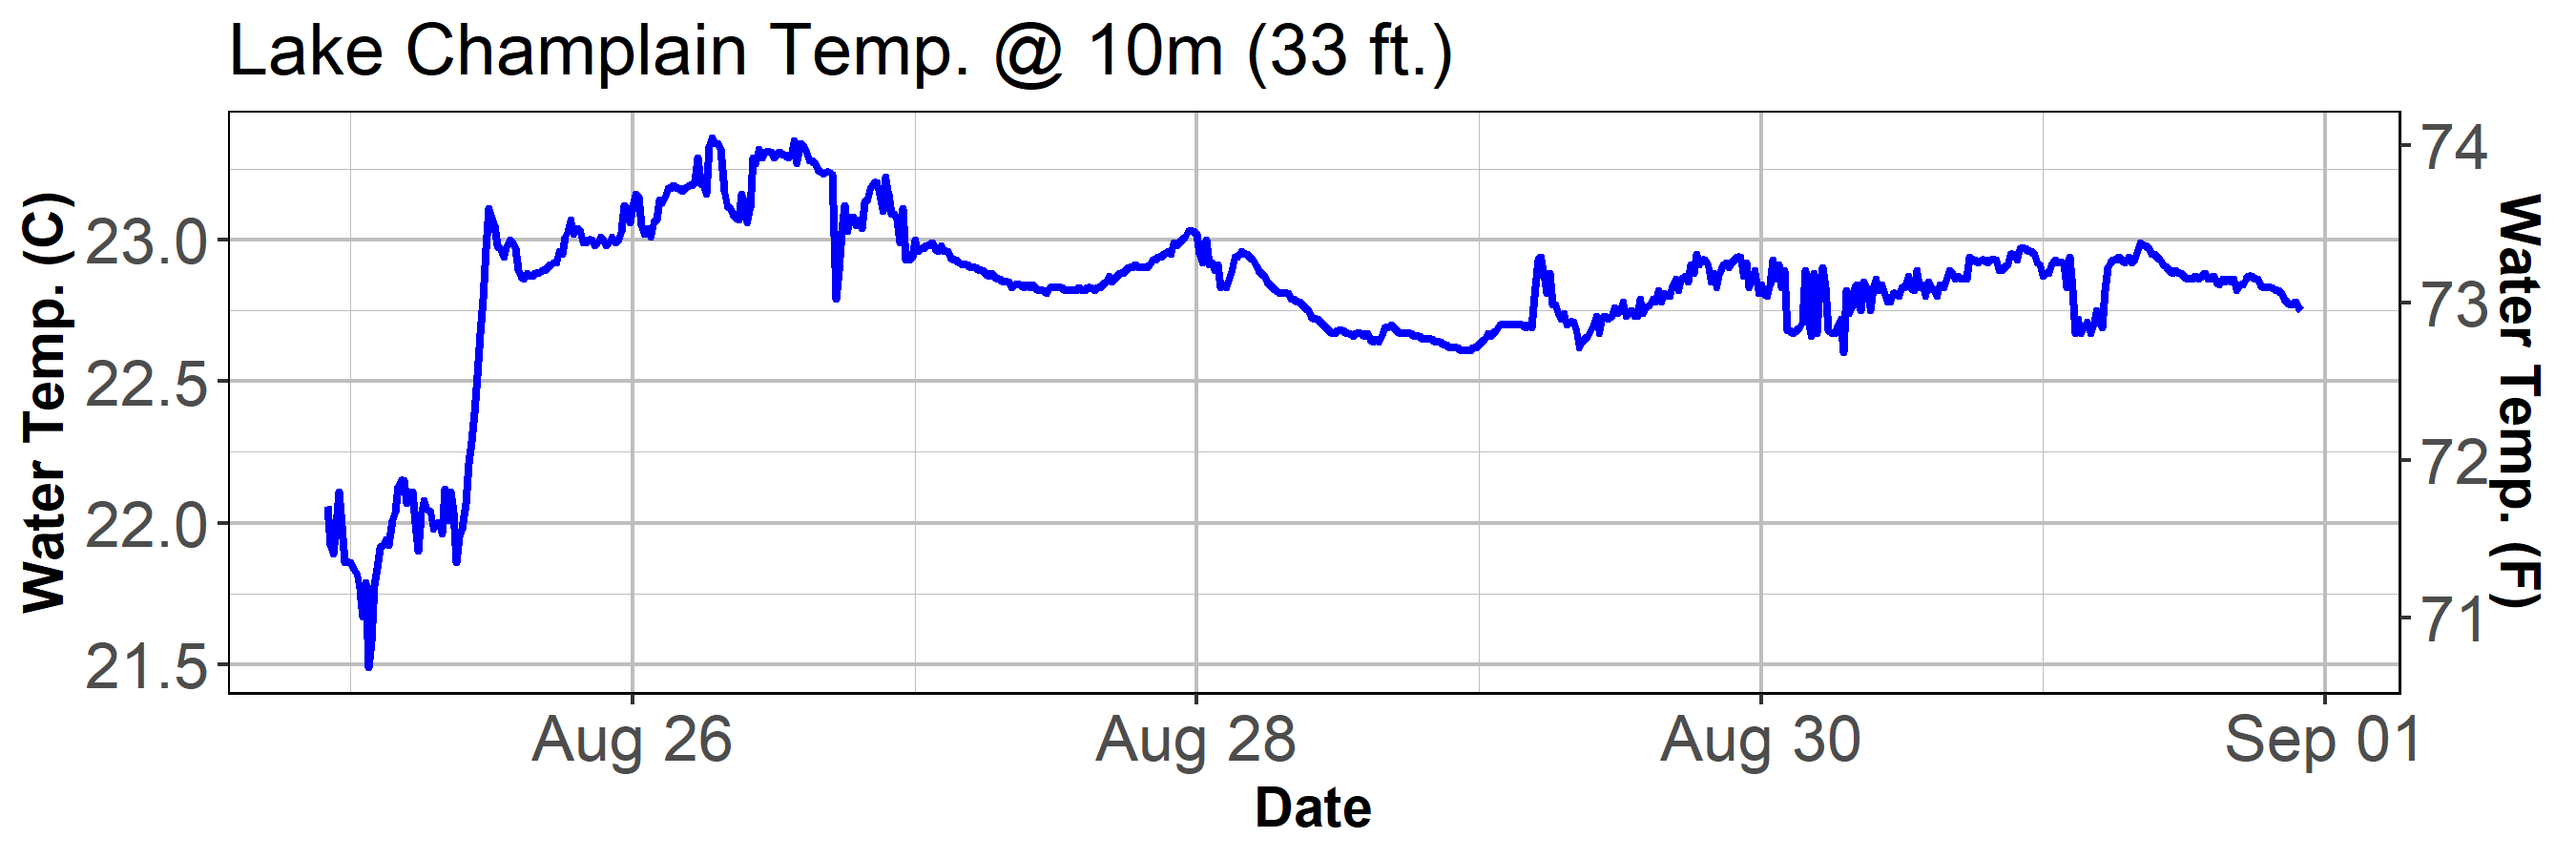 Lake Champlain Temp. @ 10m (33 ft.)
Water Temp. (C)
23.0
22.5
22.0
21.5
74
73
72
71
Water Temp. (F)
Aug 26
Aug 28
Aug 30
Sep 01
Date